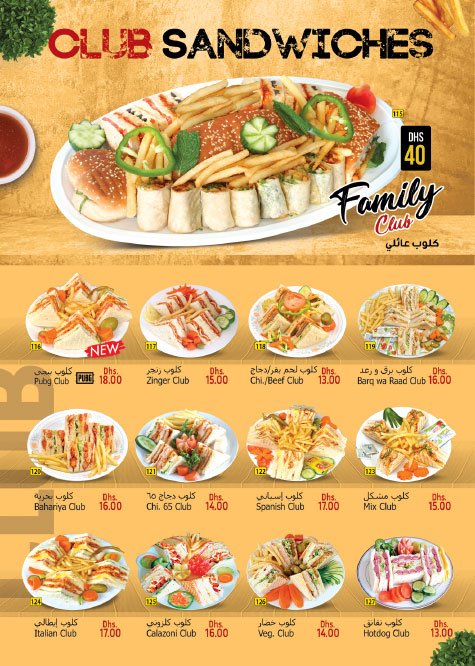 CLUB SANDWICHES
115
DHS
40
Family
Club
كلوب عائلي
116
NEW
كلوب ببجي
Pubg Club PUBG Dhs. 18.00
117
كلوب زنجر
Zinger Club Dhs. 15.00
118
كلوب لحم بقر/دجاج
Chi./Beef Club Dhs. 13.00
119
كلوب برق و رعد
Barq wa Raad Club Dhs. 16.00
120
كلوب بحرية
Bahariya Club Dhs. 16.00
121
كلوب دجاج ٦٥
Chi. 65 Club Dhs. 14.00
122
كلوب إسباني
Spanish Club Dhs. 17.00
123
كلوب مشكل
Mix Club Dhs. 15.00
124
كلوب إيطالي
Italian Club Dhs. 17.00
125
كلوب كلزوني
Calazoni Club Dhs. 16.00
126
كلوب خضار
Veg. Club Dhs. 14.00
127
كلوب نقانق
Hotdog Club Dhs. 13.00
CLUB